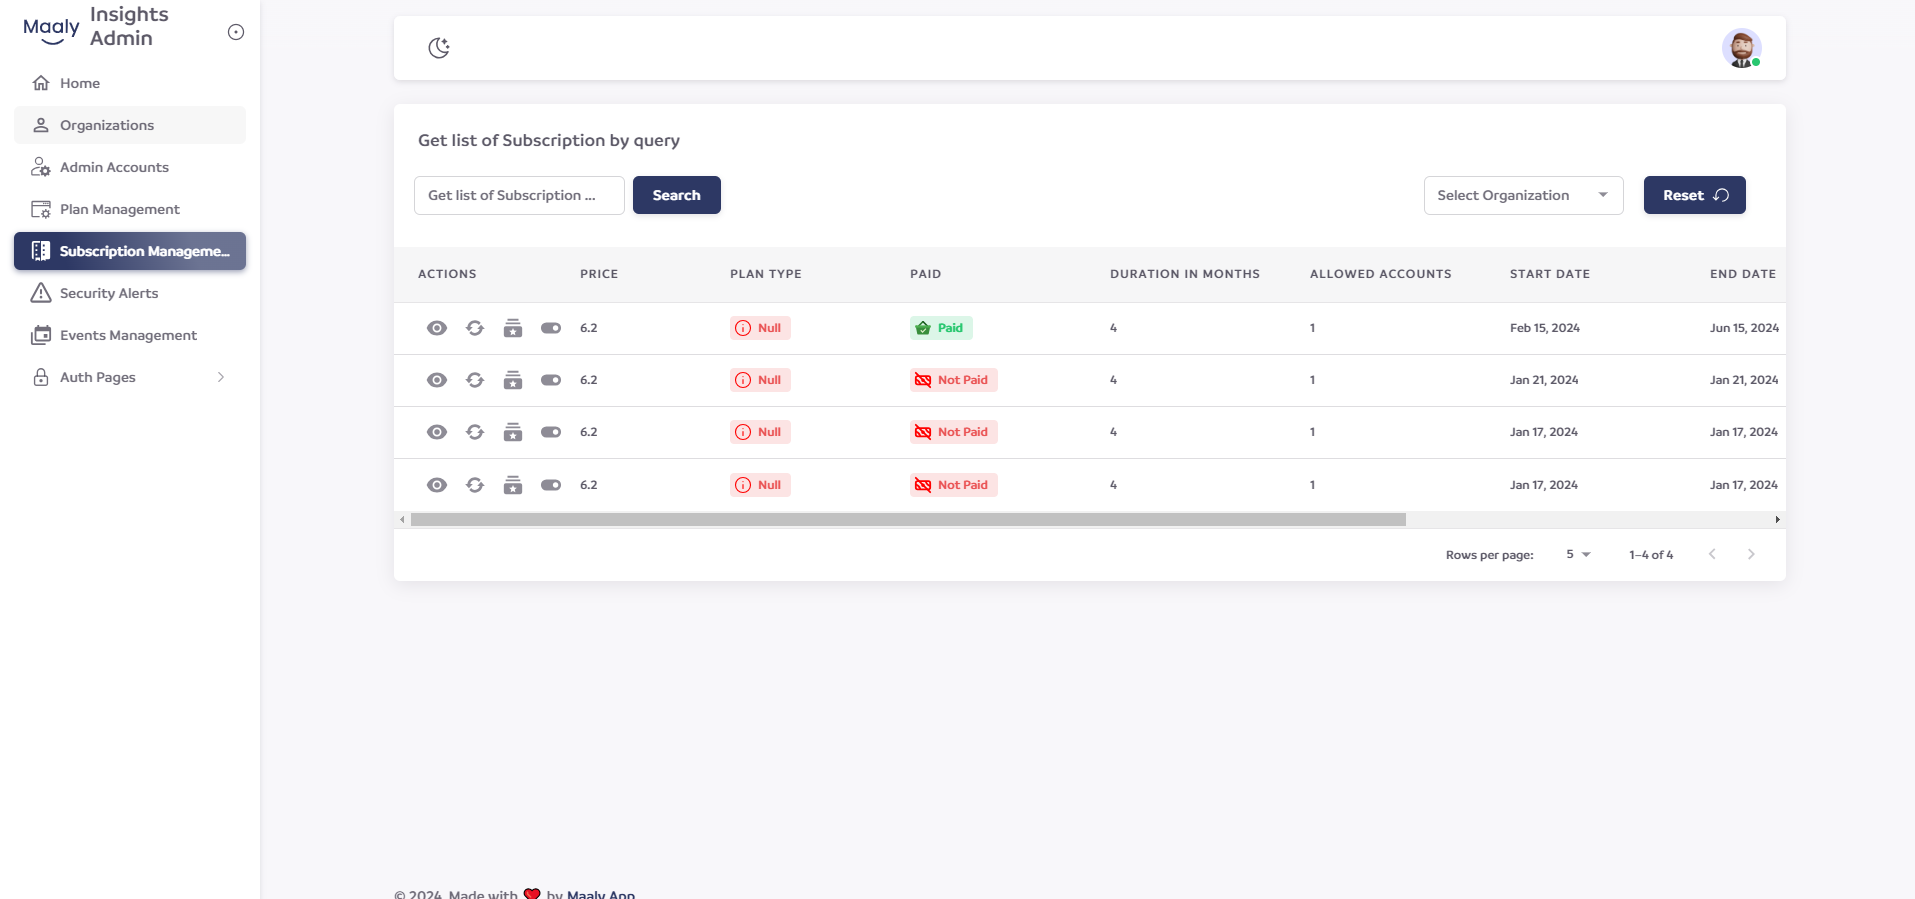 Maaly
Insights
Admin
Home
Organizations
Admin Accounts
Plan Management
Subscription Manageme...
Security Alerts
Events Management
Auth Pages
Get list of Subscription by query
Get list of Subscription ...
Search
Select Organization
Reset
ACTIONS PRICE PLAN TYPE PAID DURATION IN MONTHS ALLOWED ACCOUNTS START DATE END DATE
6.2 Null Paid 4 1 Feb 15, 2024 Jun 15, 2024
6.2 Null Not Paid 4 1 Jan 21, 2024 Jan 21, 2024
6.2 Null Not Paid 4 1 Jan 17, 2024 Jan 17, 2024
6.2 Null Not Paid 4 1 Jan 17, 2024 Jan 17, 2024
Rows per page: 5 1–4 of 4
© 2024, Made with ❤️ by Maaly App